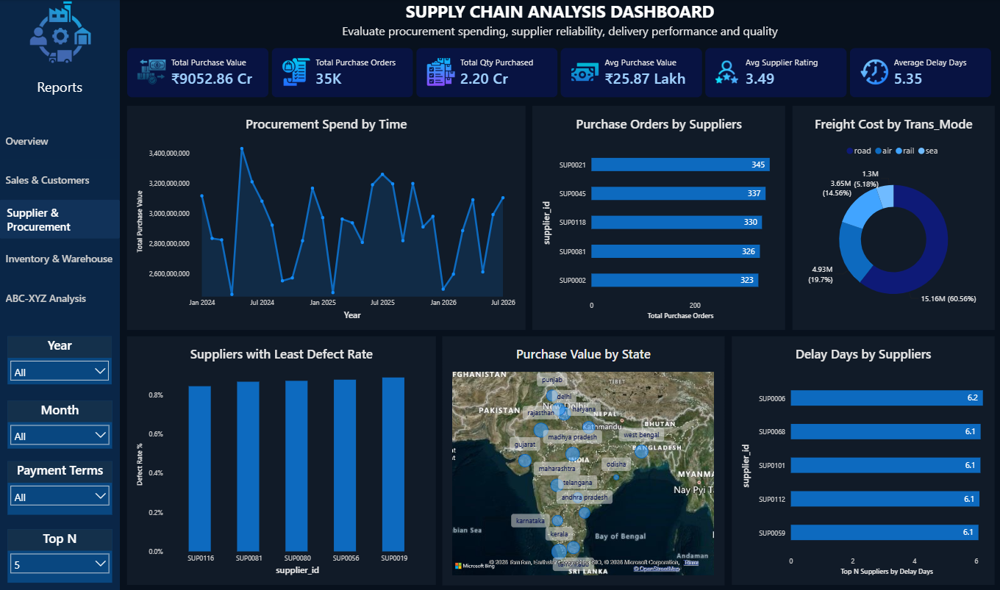 SUPPLY CHAIN ANALYSIS DASHBOARD
Evaluate procurement spending, supplier reliability, delivery performance and quality
Reports
Overview
Sales & Customers
Supplier &
Procurement
Inventory & Warehouse
ABC-XYZ Analysis
Year
All
Month
All
Payment Terms
All
Top N
5
Total Purchase Value
₹9052.86 Cr
Total Purchase Orders
35K
Total Qty Purchased
2.20 Cr
Avg Purchase Value
₹25.87 Lakh
Avg Supplier Rating
3.49
Average Delay Days
5.35
Procurement Spend by Time
Total Purchase Value
3,400,000,000
3,200,000,000
3,000,000,000
2,800,000,000
2,600,000,000
Jan 2024 Jul 2024 Jan 2025 Jul 2025 Jan 2026 Jul 2026
Year
Purchase Orders by Suppliers
supplier_id
SUP0021 345
SUP0045 337
SUP0118 330
SUP0081 326
SUP0002 323
0 200
Total Purchase Orders
Freight Cost by Trans_Mode
road air rail sea
1.3M
(5.18%)
3.65M
(14.56%)
4.93M
(19.7%)
15.16M (60.56%)
Suppliers with Least Defect Rate
Defect Rate %
0.8%
0.6%
0.4%
0.2%
0.0%
SUP0116 SUP0081 SUP0080 SUP0056 SUP0019
supplier_id
Purchase Value by State
FGHANISTAN
punjab
TIBET
delhi
PAKISTAN
New Delhi
haryana
rajasthan
NEPAL
Kathmandu
BHUTAN
madhya pradesh
west bengal
gujarat
BANGLADESH
INDIA
odisha
maharashtra
MYANMA
telangana
Nay Pyi T
andhra pradesh
karnataka
bian Sea
kerala
Bay of Bengal
Andaman
Islands
SRI LANKA
Microsoft Bing
© 2026 TomTom, Earthstar Geographics SIO, © 2026 Microsoft Corporation,
© OpenStreetMap
Delay Days by Suppliers
supplier_id
SUP0006 6.2
SUP0068 6.1
SUP0101 6.1
SUP0112 6.1
SUP0059 6.1
0 2 4 6
Top N Suppliers by Delay Days